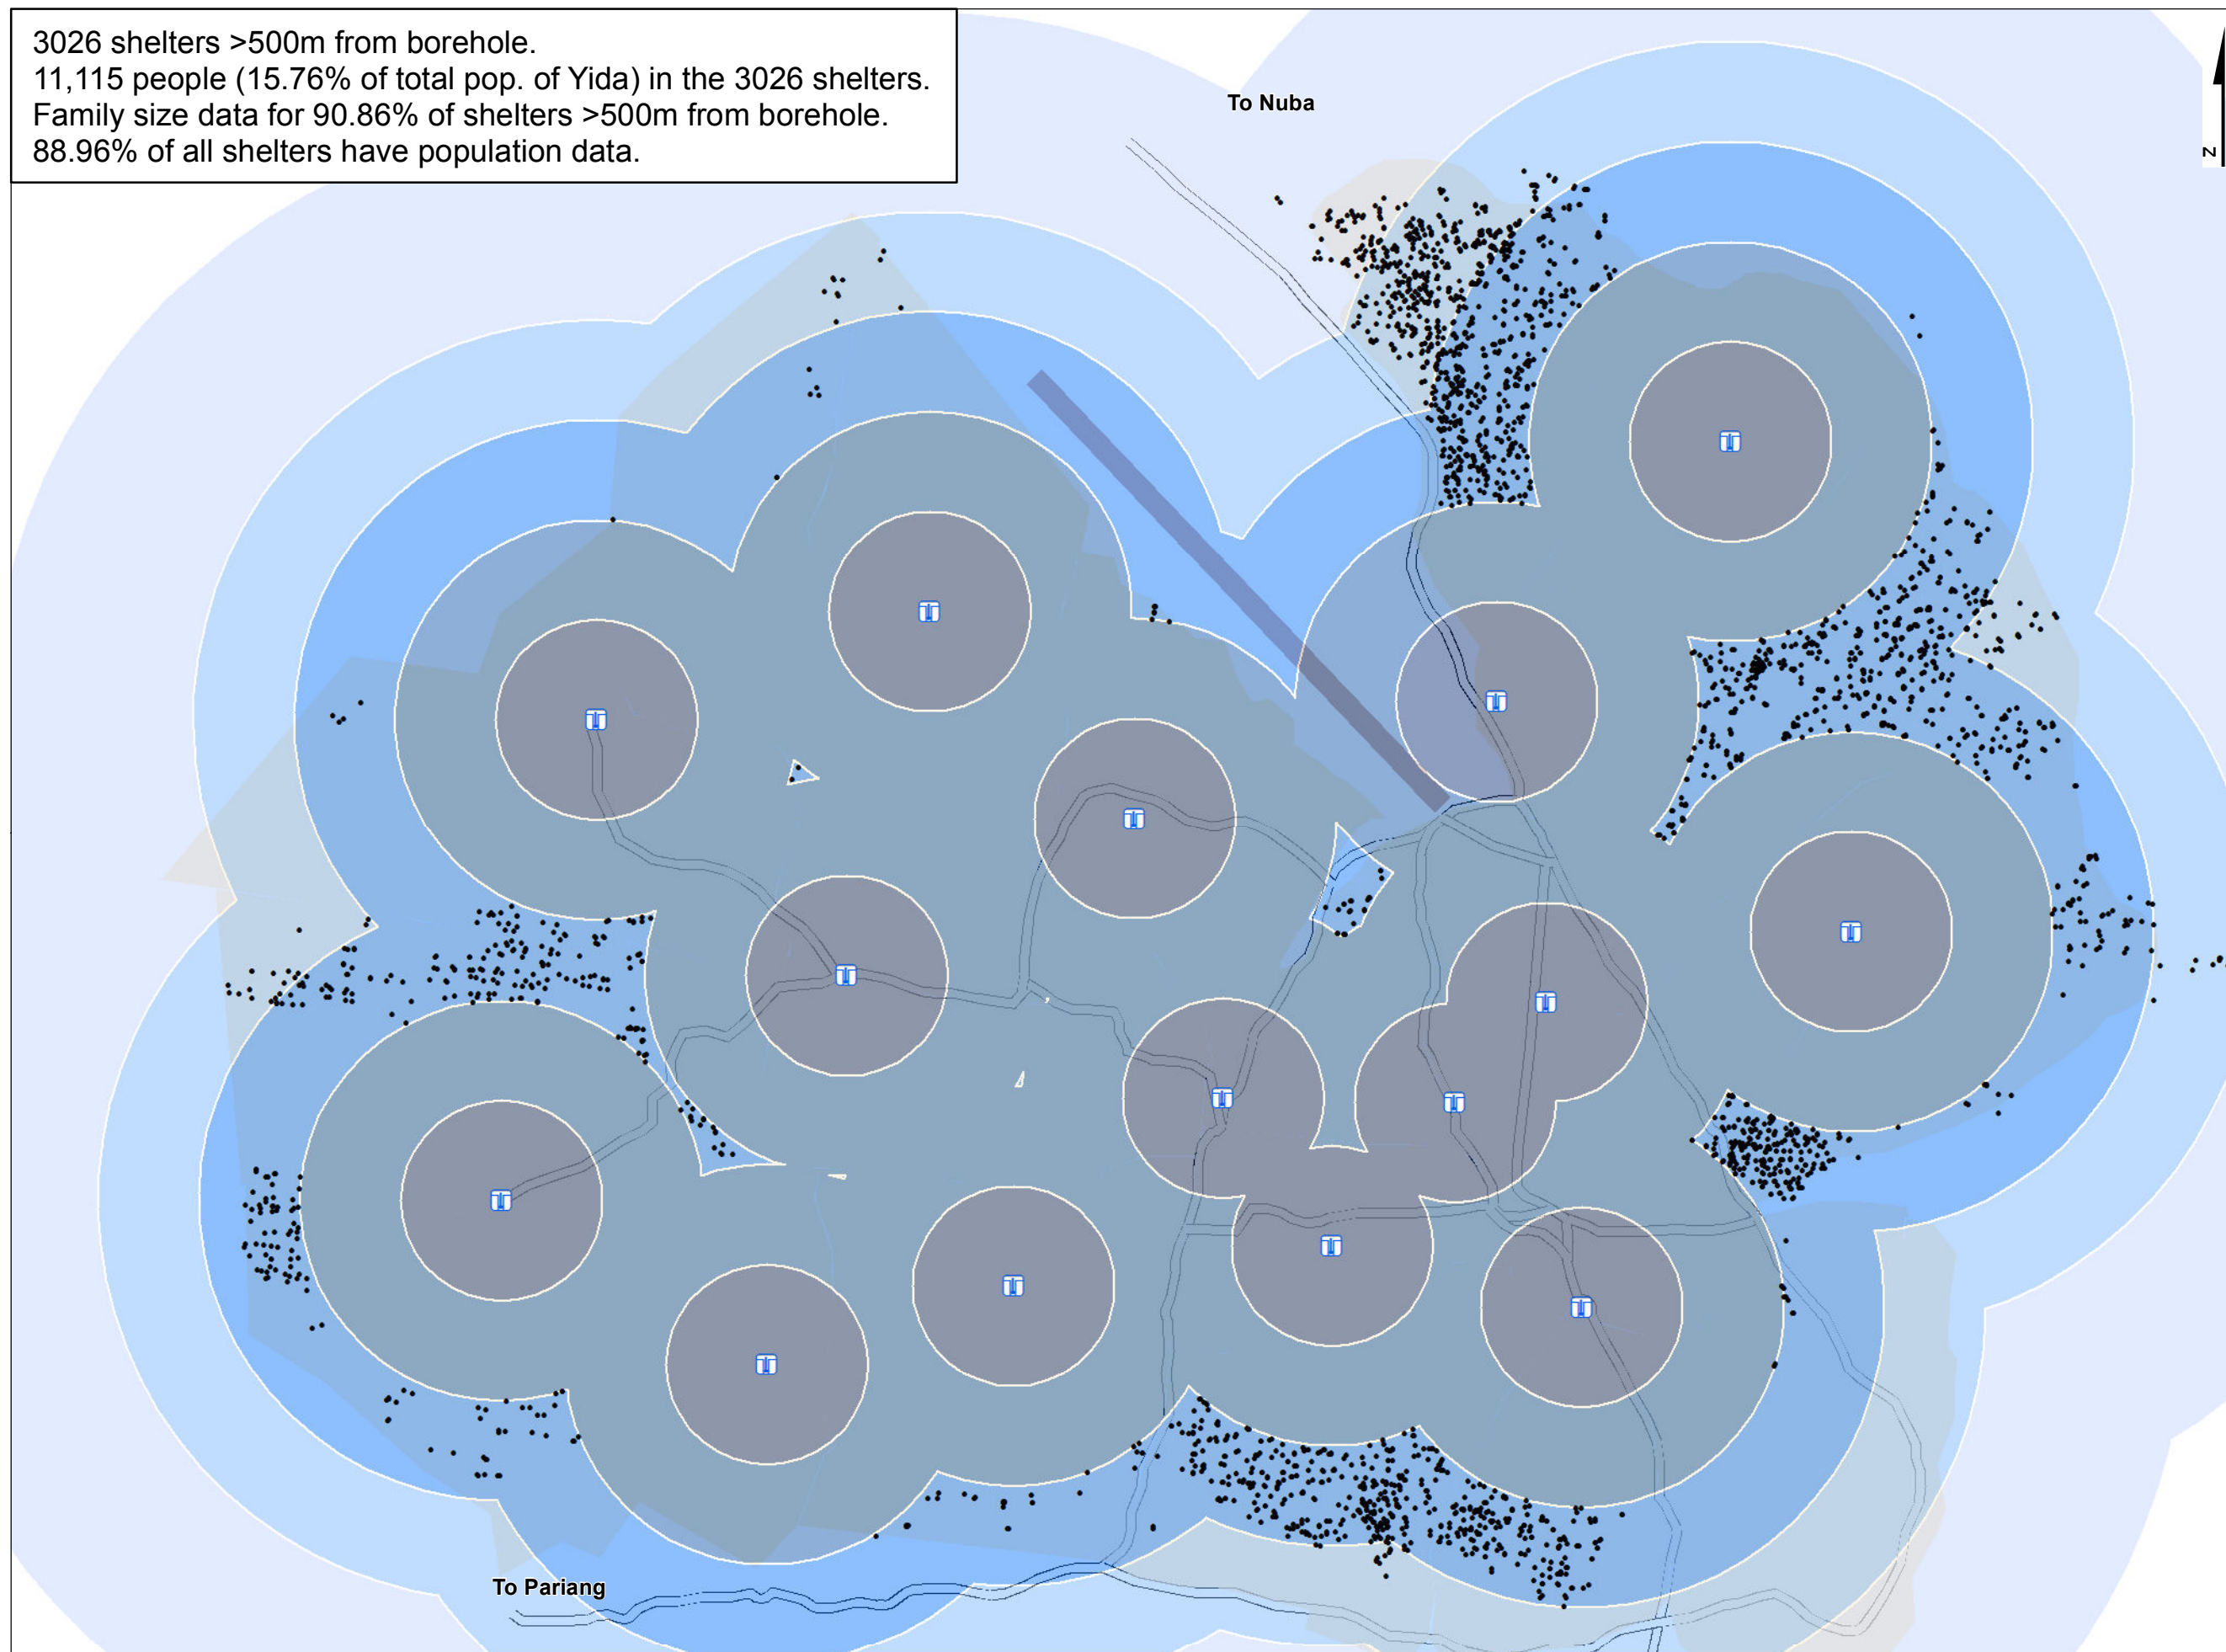 3026 shelters >500m from borehole.
11,115 people (15.76% of total pop. of Yida) in the 3026 shelters.
Family size data for 90.86% of shelters >500m from borehole.
88.96% of all shelters have population data.
To Nuba
N
To Pariang